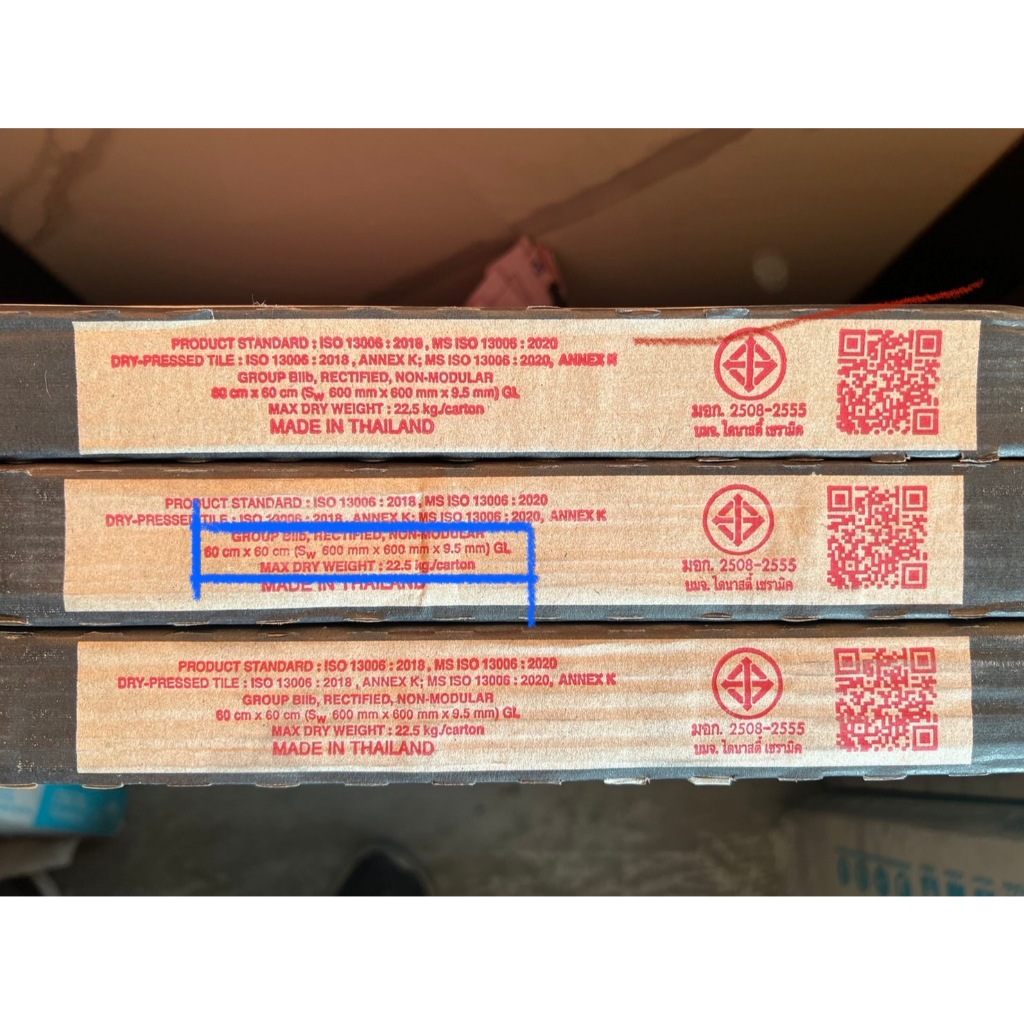 PRODUCT STANDARD : ISO 13006 : 2018 , MS ISO 13006 : 2020
DRY-PRESSED TILE : ISO 13006 : 2018 , ANNEX K; MS ISO 13006 : 2020, ANNEX K
GROUP BIIb, RECTIFIED, NON-MODULAR
60 cm x 60 cm (Sw 600 mm x 600 mm x 9.5 mm) GL
MAX DRY WEIGHT : 22.5 kg./carton
MADE IN THAILAND
มอก. 2508-2555
บมจ. ไดนาสตี้ เซรามิค
PRODUCT STANDARD : ISO 13006 : 2018 , MS ISO 13006 : 2020
DRY-PRESSED TILE : ISO 13006 : 2018 , ANNEX K; MS ISO 13006 : 2020, ANNEX K
GROUP BIIb, RECTIFIED, NON-MODULAR
60 cm x 60 cm (Sw 600 mm x 600 mm x 9.5 mm) GL
MAX DRY WEIGHT : 22.5 kg./carton
MADE IN THAILAND
มอก. 2508-2555
บมจ. ไดนาสตี้ เซรามิค
PRODUCT STANDARD : ISO 13006 : 2018 , MS ISO 13006 : 2020
DRY-PRESSED TILE : ISO 13006 : 2018 , ANNEX K; MS ISO 13006 : 2020, ANNEX K
GROUP BIIb, RECTIFIED, NON-MODULAR
60 cm x 60 cm (Sw 600 mm x 600 mm x 9.5 mm) GL
MAX DRY WEIGHT : 22.5 kg./carton
MADE IN THAILAND
มอก. 2508-2555
บมจ. ไดนาสตี้ เซรามิค